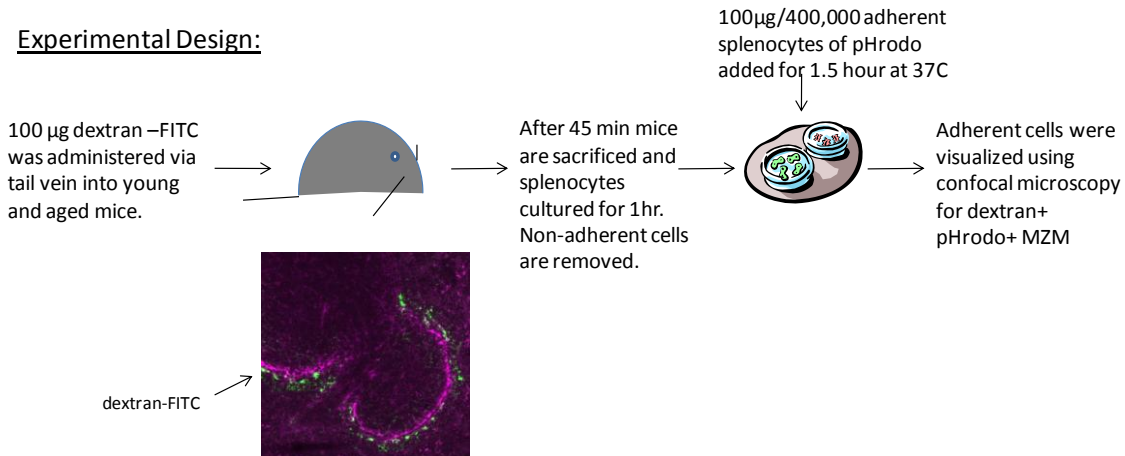 Experimental Design:
100 µg dextran –FITC
was administered via
tail vein into young
and aged mice.
After 45 min mice
are sacrificed and
splenocytes
cultured for 1hr.
Non-adherent cells
are removed.
100µg/400,000 adherent
splenocytes of pHrodo
added for 1.5 hour at 37C
Adherent cells were
visualized using
confocal microscopy
for dextran+
pHrodo+ MZM
dextran-FITC